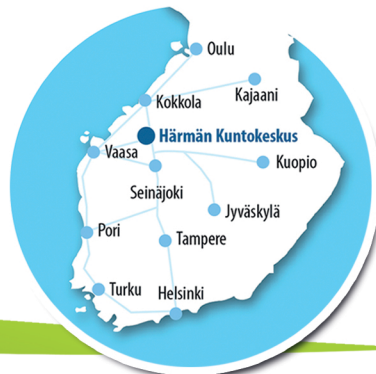 Oulu
Kajaani
Kokkola
Härmän Kuntokeskus
Vaasa
Kuopio
Seinäjoki
Jyväskylä
Pori
Tampere
Turku
Helsinki